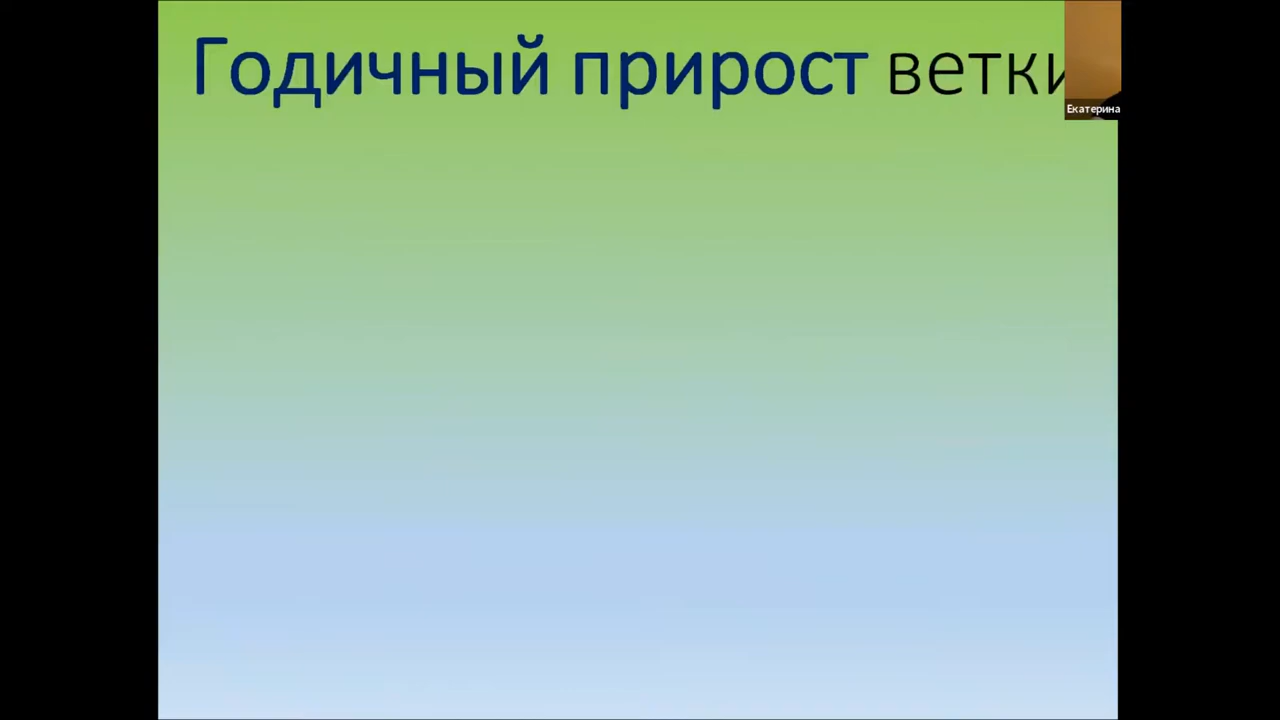 Годичный прирост ветки
Екатерина